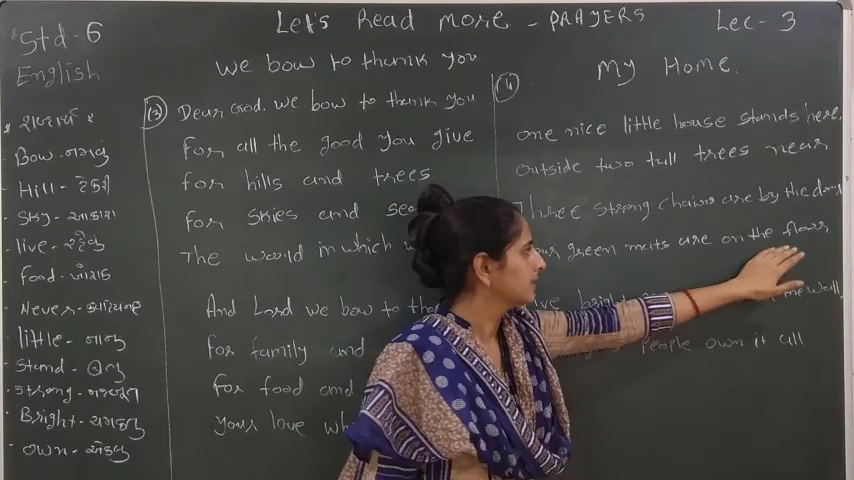 Std - 6
English
Let's Read more - PRAYERS
Lec - 3
we bow to thank you
My Home.
શબ્દાર્થ
Bow - નમવુ
Hill - ટેકરી
Sky - આકાશ
live - રહેવું
food - ખોરાક
Never - ક્યારેય નહિ
little - નાનુ
Stand -
Strong - મજબૂત
Bright - ચમકતુ
own -
(3) Dear God. we bow to thank you
For all the good you give
for hills and trees
for skies and
The world in which
And Lord we bow to
For family and
For food and
your love
(4)
one nice little house stands here,
outside two tall trees near
Three strong chairs are by the door
green mats are on the floor
bright
wall,
people own it all